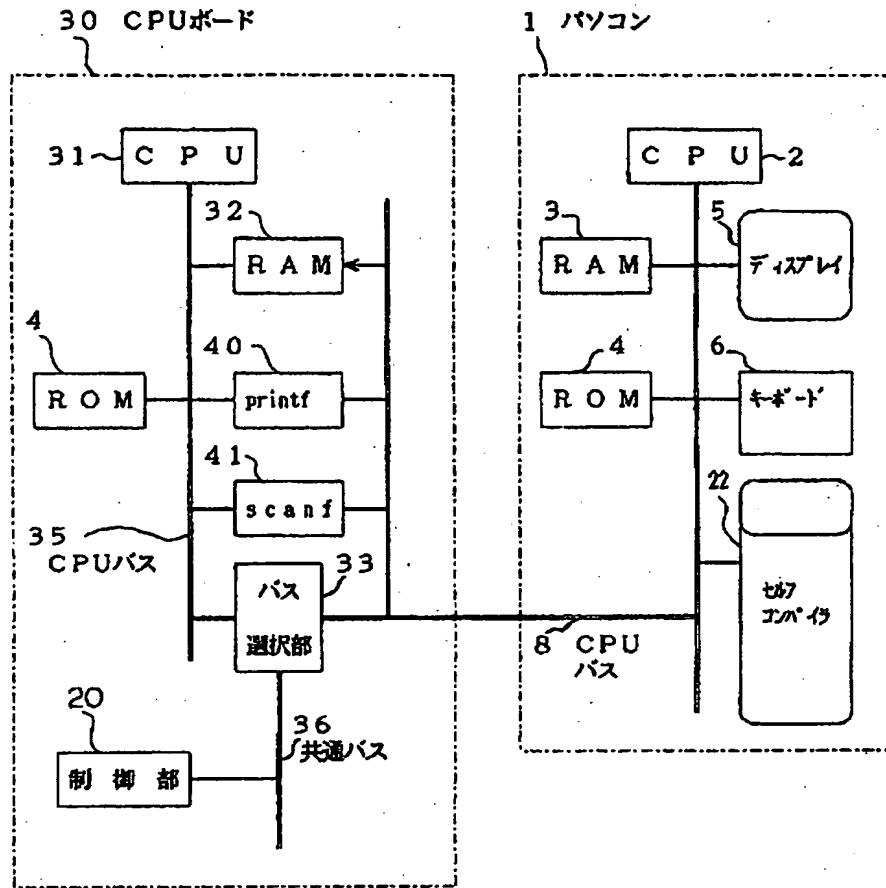 30 CPUボード
1 パソコン
31
CPU
CPU
2
32
3
5
RAM
RAM
ディスプレイ
4
40
4
6
ROM
printf
ROM
キーボード
41
scanf
22
35
CPUバス
33
バス
選択部
セルフ
コンパイラ
8 CPU
バス
20
36
共通バス
制御部